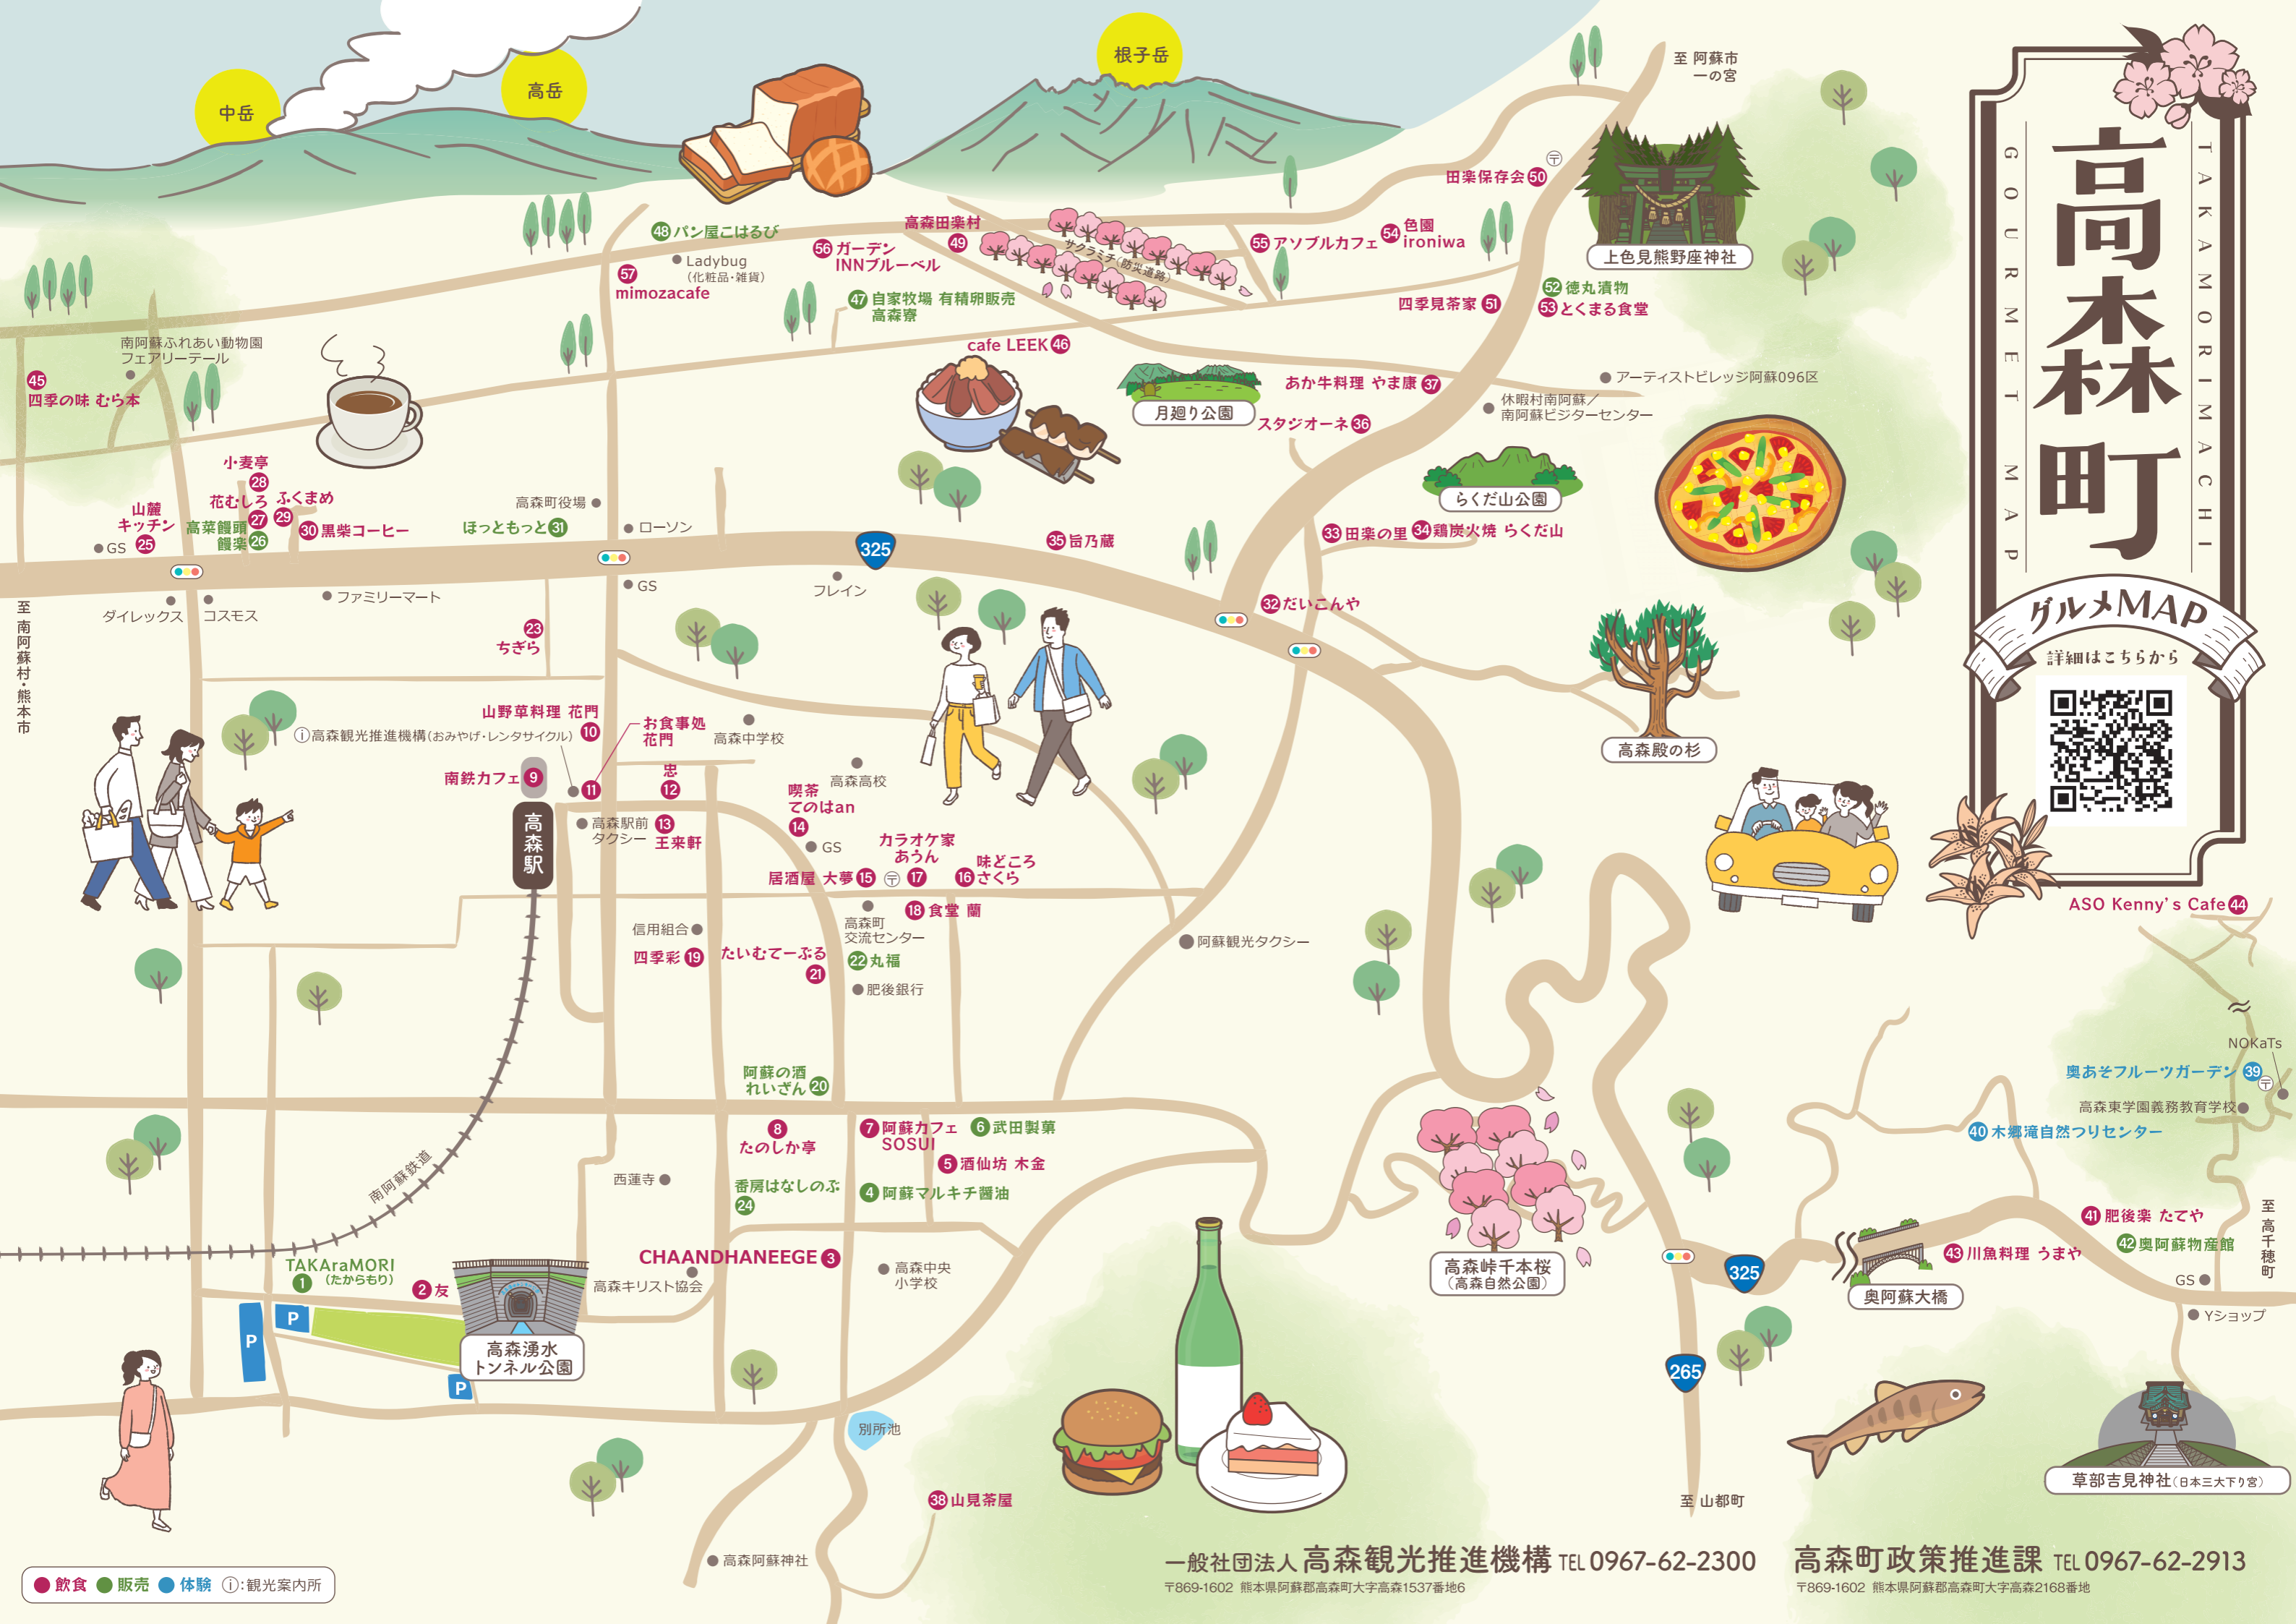 高森町
TAKAMORIMACHI
GOURMET MAP
グルメMAP
詳細はこちらから
中岳
高岳
根子岳
至 阿蘇市
一の宮
上色見熊野座神社
田楽保存会 50
〒
54 色園
ironiwa
55 アソブルカフェ
52 徳丸漬物
53 とくまる食堂
四季見茶家 51
高森田楽村
49
サクラミチ(防災道路)
56 ガーデン
INNブルーベル
48 パン屋こはるび
Ladybug
(化粧品・雑貨)
57
mimozacafe
47 自家牧場 有精卵販売
高森寮
cafe LEEK 46
月廻り公園
あか牛料理 やま康 37
スタジオーネ 36
アーティストビレッジ阿蘇096区
休暇村南阿蘇/
南阿蘇ビジターセンター
らくだ山公園
33 田楽の里
34 鶏炭火焼 らくだ山
南阿蘇ふれあい動物園
フェアリーテール
45
四季の味 むら本
小麦亭
28
花むしろ
27
ふくまめ
29
山麓
キッチン
25
GS
高菜饅頭
饅楽 26
30 黒柴コーヒー
高森町役場
ほっともっと 31
ローソン
325
35 旨乃蔵
32 だいこんや
ダイレックス
コスモス
ファミリーマート
GS
フレイン
至 南阿蘇村・熊本市
23
ちぎら
高森殿の杉
山野草料理 花門
10
ⓘ高森観光推進機構(おみやげ・レンタサイクル)
お食事処
花門
11
高森中学校
南鉄カフェ 9
高森駅
忠
12
高森駅前
タクシー
13
王来軒
高森高校
喫茶
てのはan
14
GS
カラオケ家
あうん
17
居酒屋 大夢 15
〒
味どころ
16 さくら
18 食堂 蘭
高森町
交流センター
信用組合
四季彩 19
たいむてーぶる
21
22 丸福
肥後銀行
阿蘇観光タクシー
ASO Kenny's Cafe 44
NOKaTs
奥あそフルーツガーデン 39
〒
高森東学園義務教育学校
40 木郷滝自然つりセンター
阿蘇の酒
れいざん 20
8
たのしか亭
7 阿蘇カフェ
SOSUI
6 武田製菓
5 酒仙坊 木金
4 阿蘇マルキチ醤油
西蓮寺
香房はなしのぶ
24
南阿蘇鉄道
CHAANDHANEEGE 3
高森キリスト協会
高森中央
小学校
TAKAraMORI
1 (たからもり)
2 友
P
P
P
高森湧水
トンネル公園
高森峠千本桜
(高森自然公園)
325
265
奥阿蘇大橋
41 肥後楽 たてや
42 奥阿蘇物産館
43 川魚料理 うまや
至 高千穂町
GS
Yショップ
別所池
38 山見茶屋
高森阿蘇神社
至 山都町
草部吉見神社(日本三大下り宮)
飲食 販売 体験 ⓘ:観光案内所
一般社団法人 高森観光推進機構 TEL 0967-62-2300
〒869-1602 熊本県阿蘇郡高森町大字高森1537番地6
高森町政策推進課 TEL 0967-62-2913
〒869-1602 熊本県阿蘇郡高森町大字高森2168番地